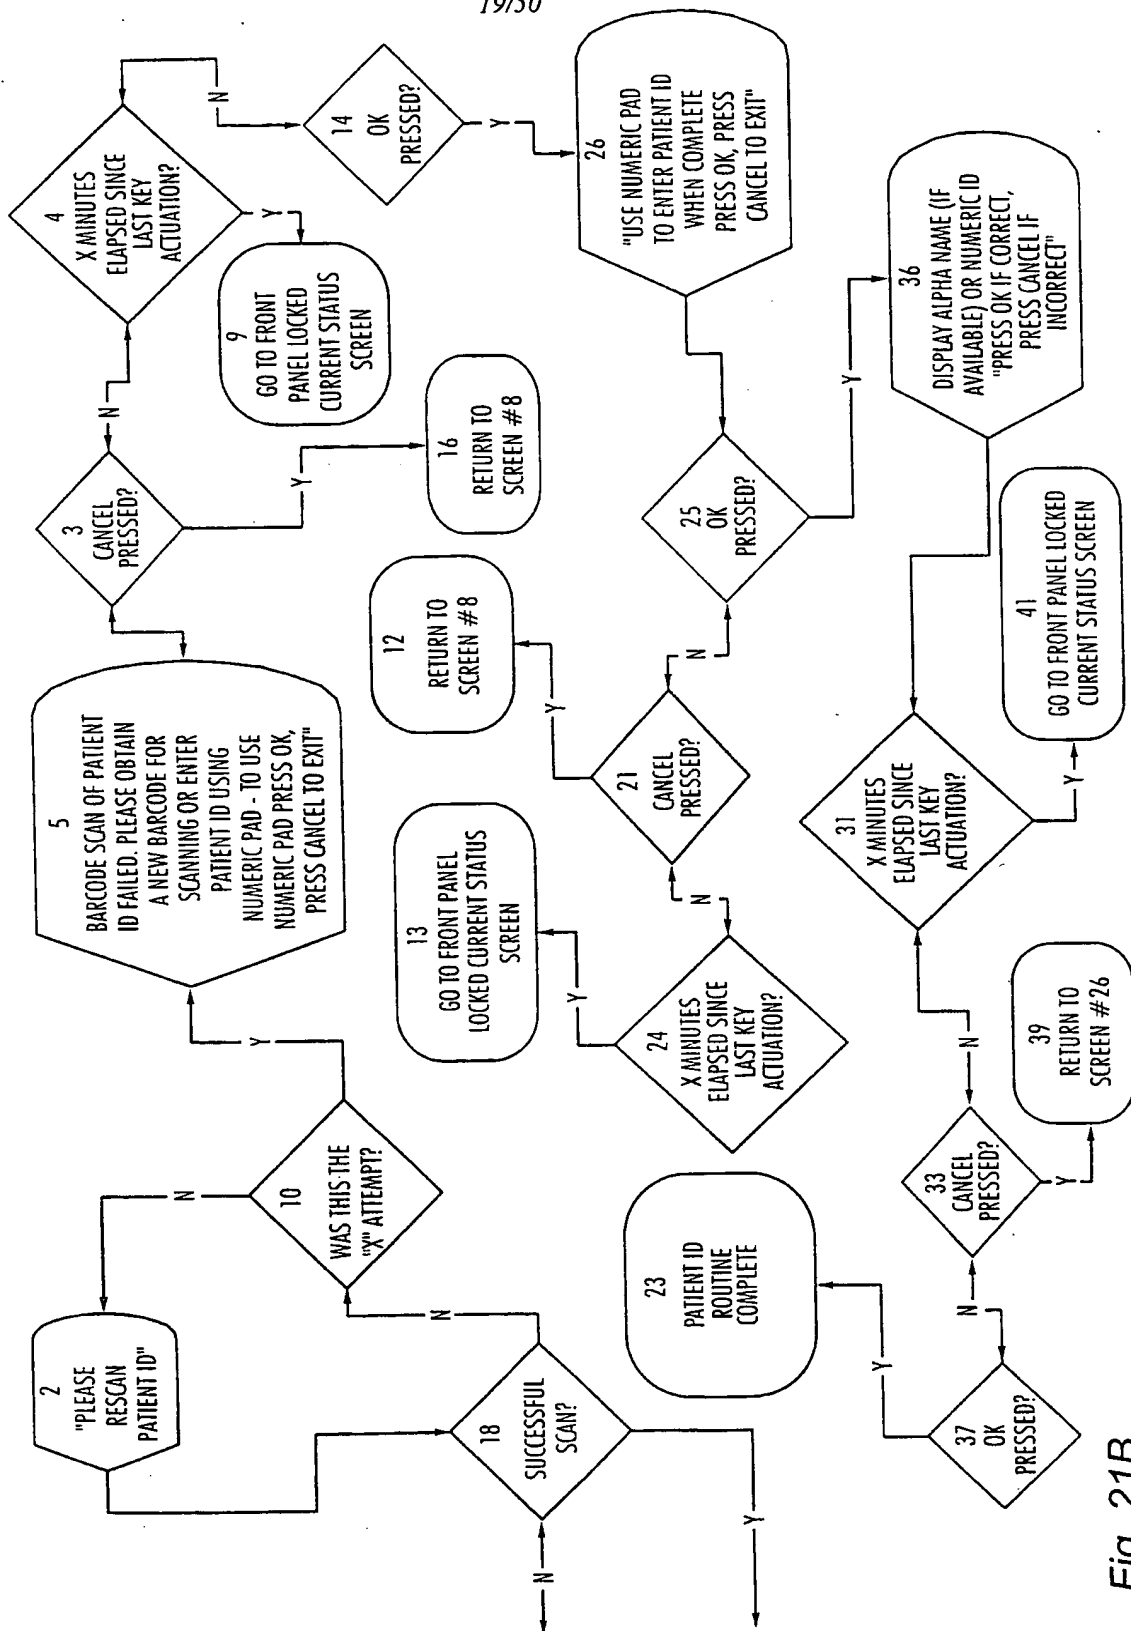 19/50
2
"PLEASE
RESCAN
PATIENT ID"
18
SUCCESSFUL
SCAN?
N
Y
N
10
WAS THIS THE
"X" ATTEMPT?
N
Y
5
BARCODE SCAN OF PATIENT
ID FAILED. PLEASE OBTAIN
A NEW BARCODE FOR
SCANNING OR ENTER
PATIENT ID USING
NUMERIC PAD - TO USE
NUMERIC PAD PRESS OK,
PRESS CANCEL TO EXIT"
3
CANCEL
PRESSED?
N
Y
16
RETURN TO
SCREEN #8
4
X MINUTES
ELAPSED SINCE
LAST KEY
ACTUATION?
N
Y
9
GO TO FRONT
PANEL LOCKED
CURRENT STATUS
SCREEN
14
OK
PRESSED?
Y
26
"USE NUMERIC PAD
TO ENTER PATIENT ID
WHEN COMPLETE
PRESS OK, PRESS
CANCEL TO EXIT"
25
OK
PRESSED?
N
Y
21
CANCEL
PRESSED?
Y
N
12
RETURN TO
SCREEN #8
24
X MINUTES
ELAPSED SINCE
LAST KEY
ACTUATION?
Y
13
GO TO FRONT PANEL
LOCKED CURRENT STATUS
SCREEN
36
DISPLAY ALPHA NAME (IF
AVAILABLE) OR NUMERIC ID
"PRESS OK IF CORRECT,
PRESS CANCEL IF
INCORRECT"
31
X MINUTES
ELAPSED SINCE
LAST KEY
ACTUATION?
Y
N
41
GO TO FRONT PANEL LOCKED
CURRENT STATUS SCREEN
33
CANCEL
PRESSED?
Y
N
39
RETURN TO
SCREEN #26
37
OK
PRESSED?
Y
23
PATIENT ID
ROUTINE
COMPLETE
Fig. 21B